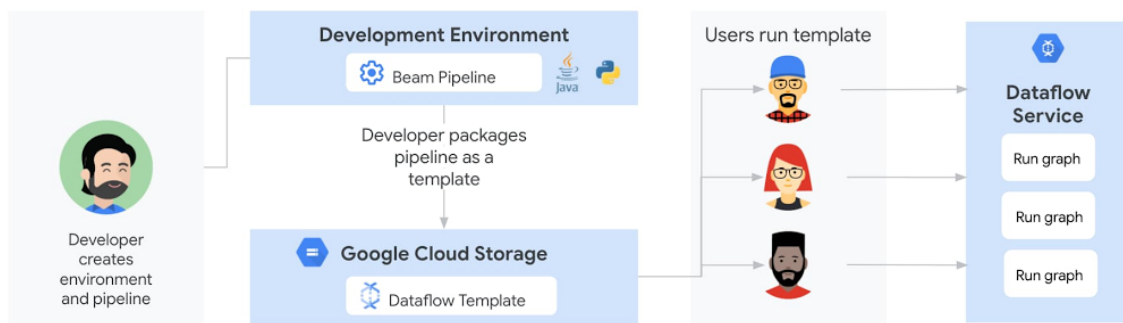 Developer
creates
environment
and pipeline
Development Environment
Beam Pipeline
Java
Developer packages
pipeline as a
template
Google Cloud Storage
Dataflow Template
Users run template
Dataflow
Service
Run graph
Run graph
Run graph